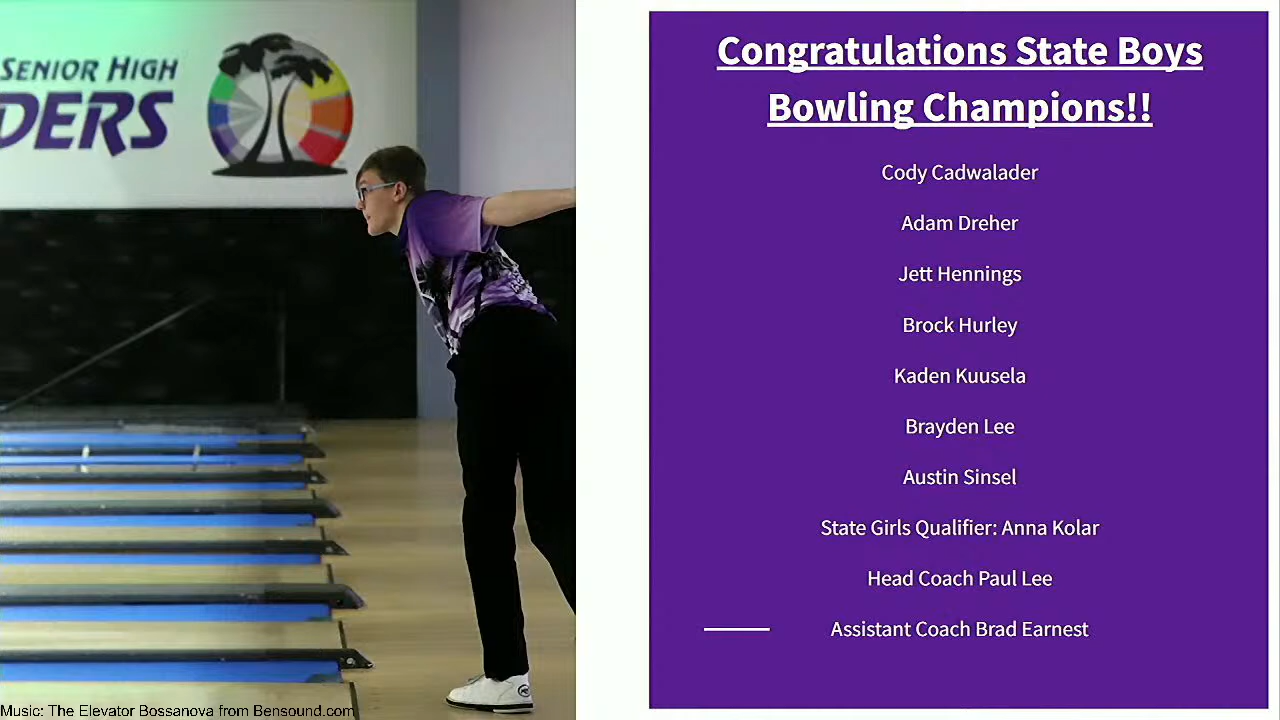 SENIOR HIGH
DERS
Congratulations State Boys
Bowling Champions!!
Cody Cadwalader
Adam Dreher
Jett Hennings
Brock Hurley
Kaden Kuusela
Brayden Lee
Austin Sinsel
State Girls Qualifier: Anna Kolar
Head Coach Paul Lee
Assistant Coach Brad Earnest
Music: The Elevator Bossanova from Bensound.com